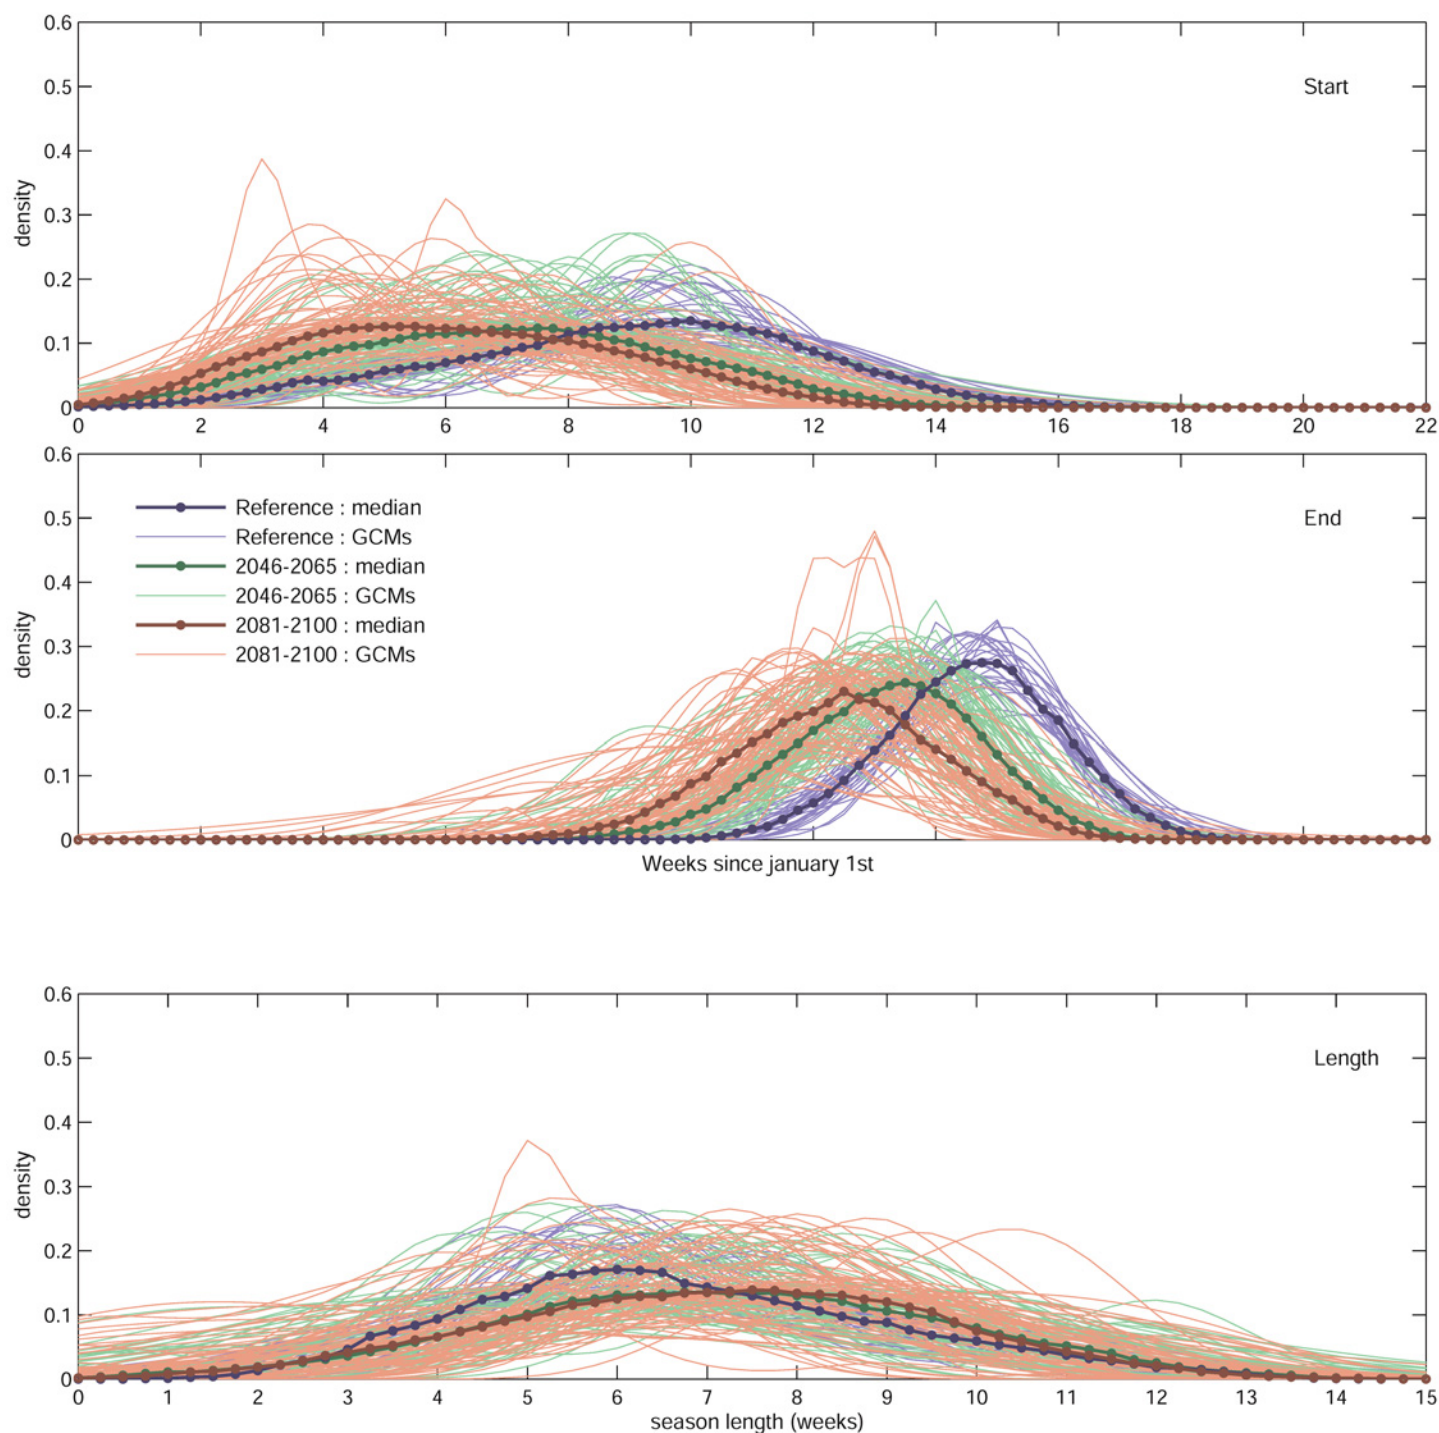 0.6
Start
0.5
0.4
density
0.3
0.2
0.1
0
0 2 4 6 8 10 12 14 16 18 20 22
0.6
End
0.5
Reference : median
Reference : GCMs
0.4
2046-2065 : median
2046-2065 : GCMs
density
0.3
2081-2100 : median
2081-2100 : GCMs
0.2
0.1
0
Weeks since january 1st
0.6
Length
0.5
0.4
density
0.3
0.2
0.1
0
0 1 2 3 4 5 6 7 8 9 10 11 12 13 14 15
season length (weeks)